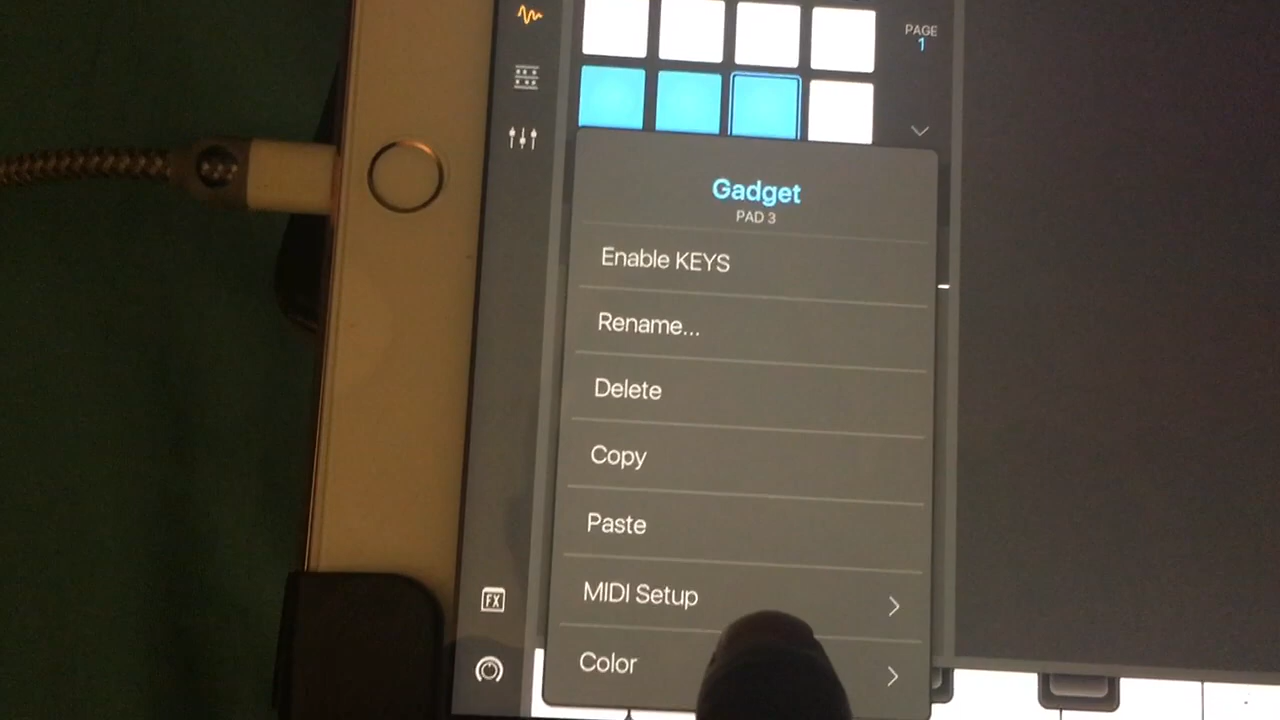 PAGE
1
Gadget
PAD 3
Enable KEYS
Rename...
Delete
Copy
Paste
MIDI Setup
Color
FX